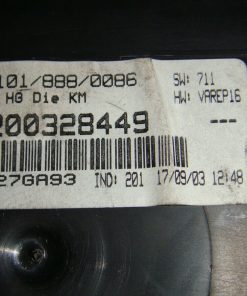 101/888/0086 SW: 711
HG Die KM HW: VAREP16
200328449 ---
27GA93 IND: 201 17/09/03 12:48